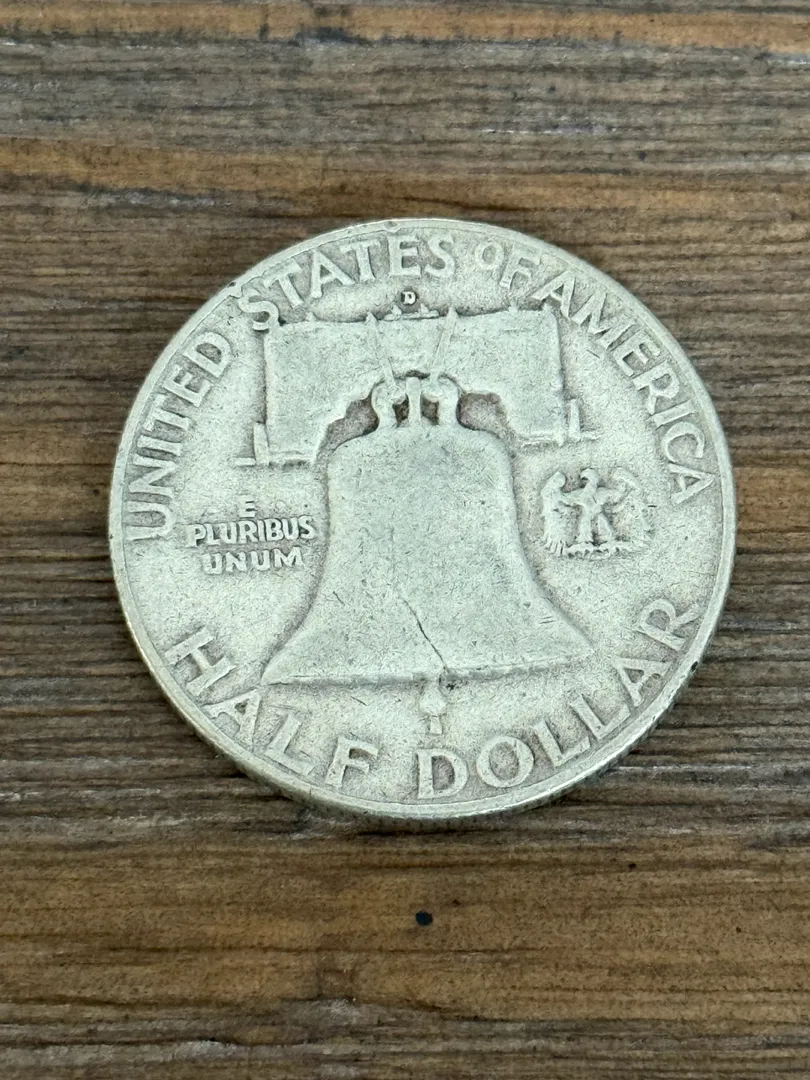 UNITED STATES OF AMERICA
D
E
PLURIBUS
UNUM
HALF DOLLAR